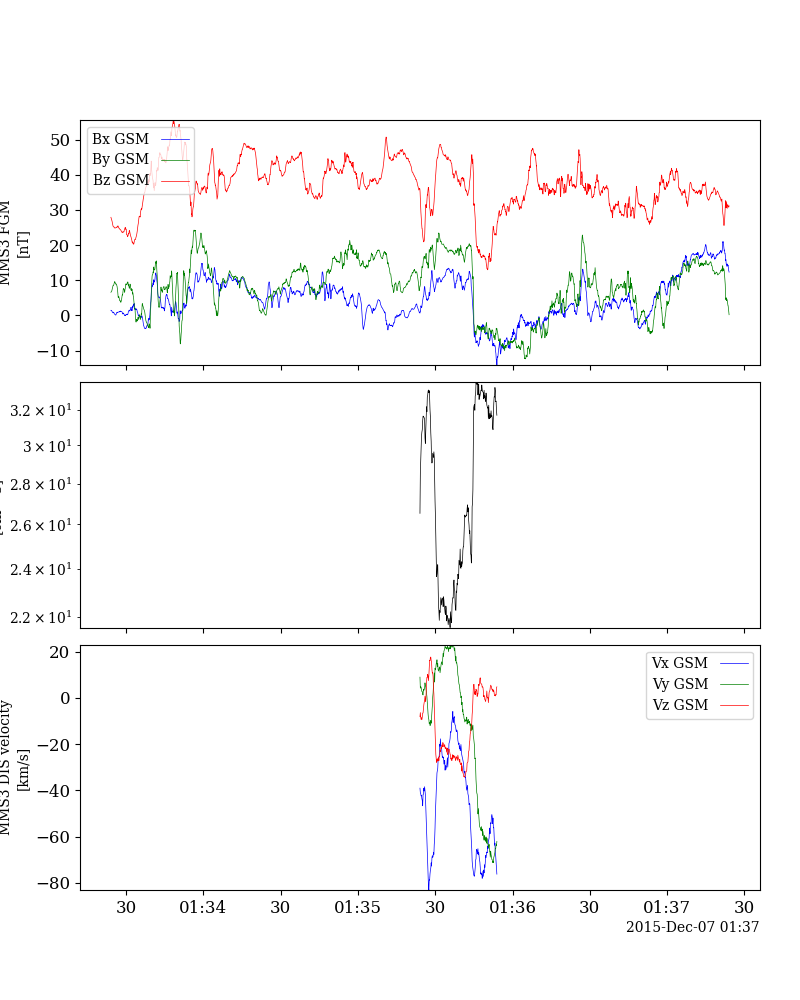 MMS3 FGM
[nT]
50
40
30
20
10
0
−10
Bx GSM
By GSM
Bz GSM
3.2 × 10¹
3 × 10¹
2.8 × 10¹
2.6 × 10¹
2.4 × 10¹
2.2 × 10¹
MMS3 DIS velocity
[km/s]
20
0
−20
−40
−60
−80
Vx GSM
Vy GSM
Vz GSM
30 01:34 30 01:35 30 01:36 30 01:37 30
2015-Dec-07 01:37